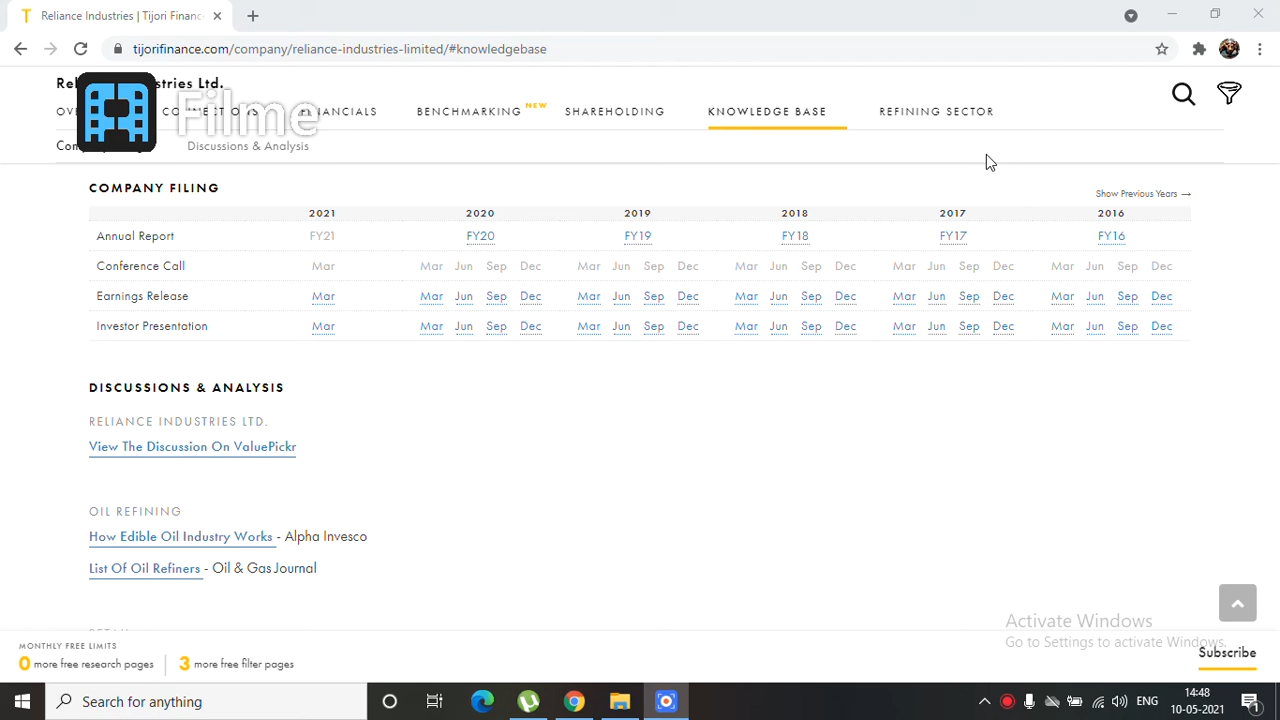 Reliance Industries | Tijori Financ
tijorifinance.com/company/reliance-industries-limited/#knowledgebase
stries Ltd.
Filme
FINANCIALS BENCHMARKING NEW SHAREHOLDING KNOWLEDGE BASE REFINING SECTOR
Discussions & Analysis
COMPANY FILING
Show Previous Years →
2021 2020 2019 2018 2017 2016
Annual Report FY21 FY20 FY19 FY18 FY17 FY16
Conference Call Mar Mar Jun Sep Dec Mar Jun Sep Dec Mar Jun Sep Dec Mar Jun Sep Dec Mar Jun Sep Dec
Earnings Release Mar Mar Jun Sep Dec Mar Jun Sep Dec Mar Jun Sep Dec Mar Jun Sep Dec Mar Jun Sep Dec
Investor Presentation Mar Mar Jun Sep Dec Mar Jun Sep Dec Mar Jun Sep Dec Mar Jun Sep Dec Mar Jun Sep Dec
DISCUSSIONS & ANALYSIS
RELIANCE INDUSTRIES LTD.
View The Discussion On ValuePickr
OIL REFINING
How Edible Oil Industry Works - Alpha Invesco
List Of Oil Refiners - Oil & Gas Journal
Activate Windows
Go to Settings to activate Windows.
MONTHLY FREE LIMITS
0 more free research pages 3 more free filter pages
Subscribe
Search for anything
ENG
14:48
10-05-2021
1